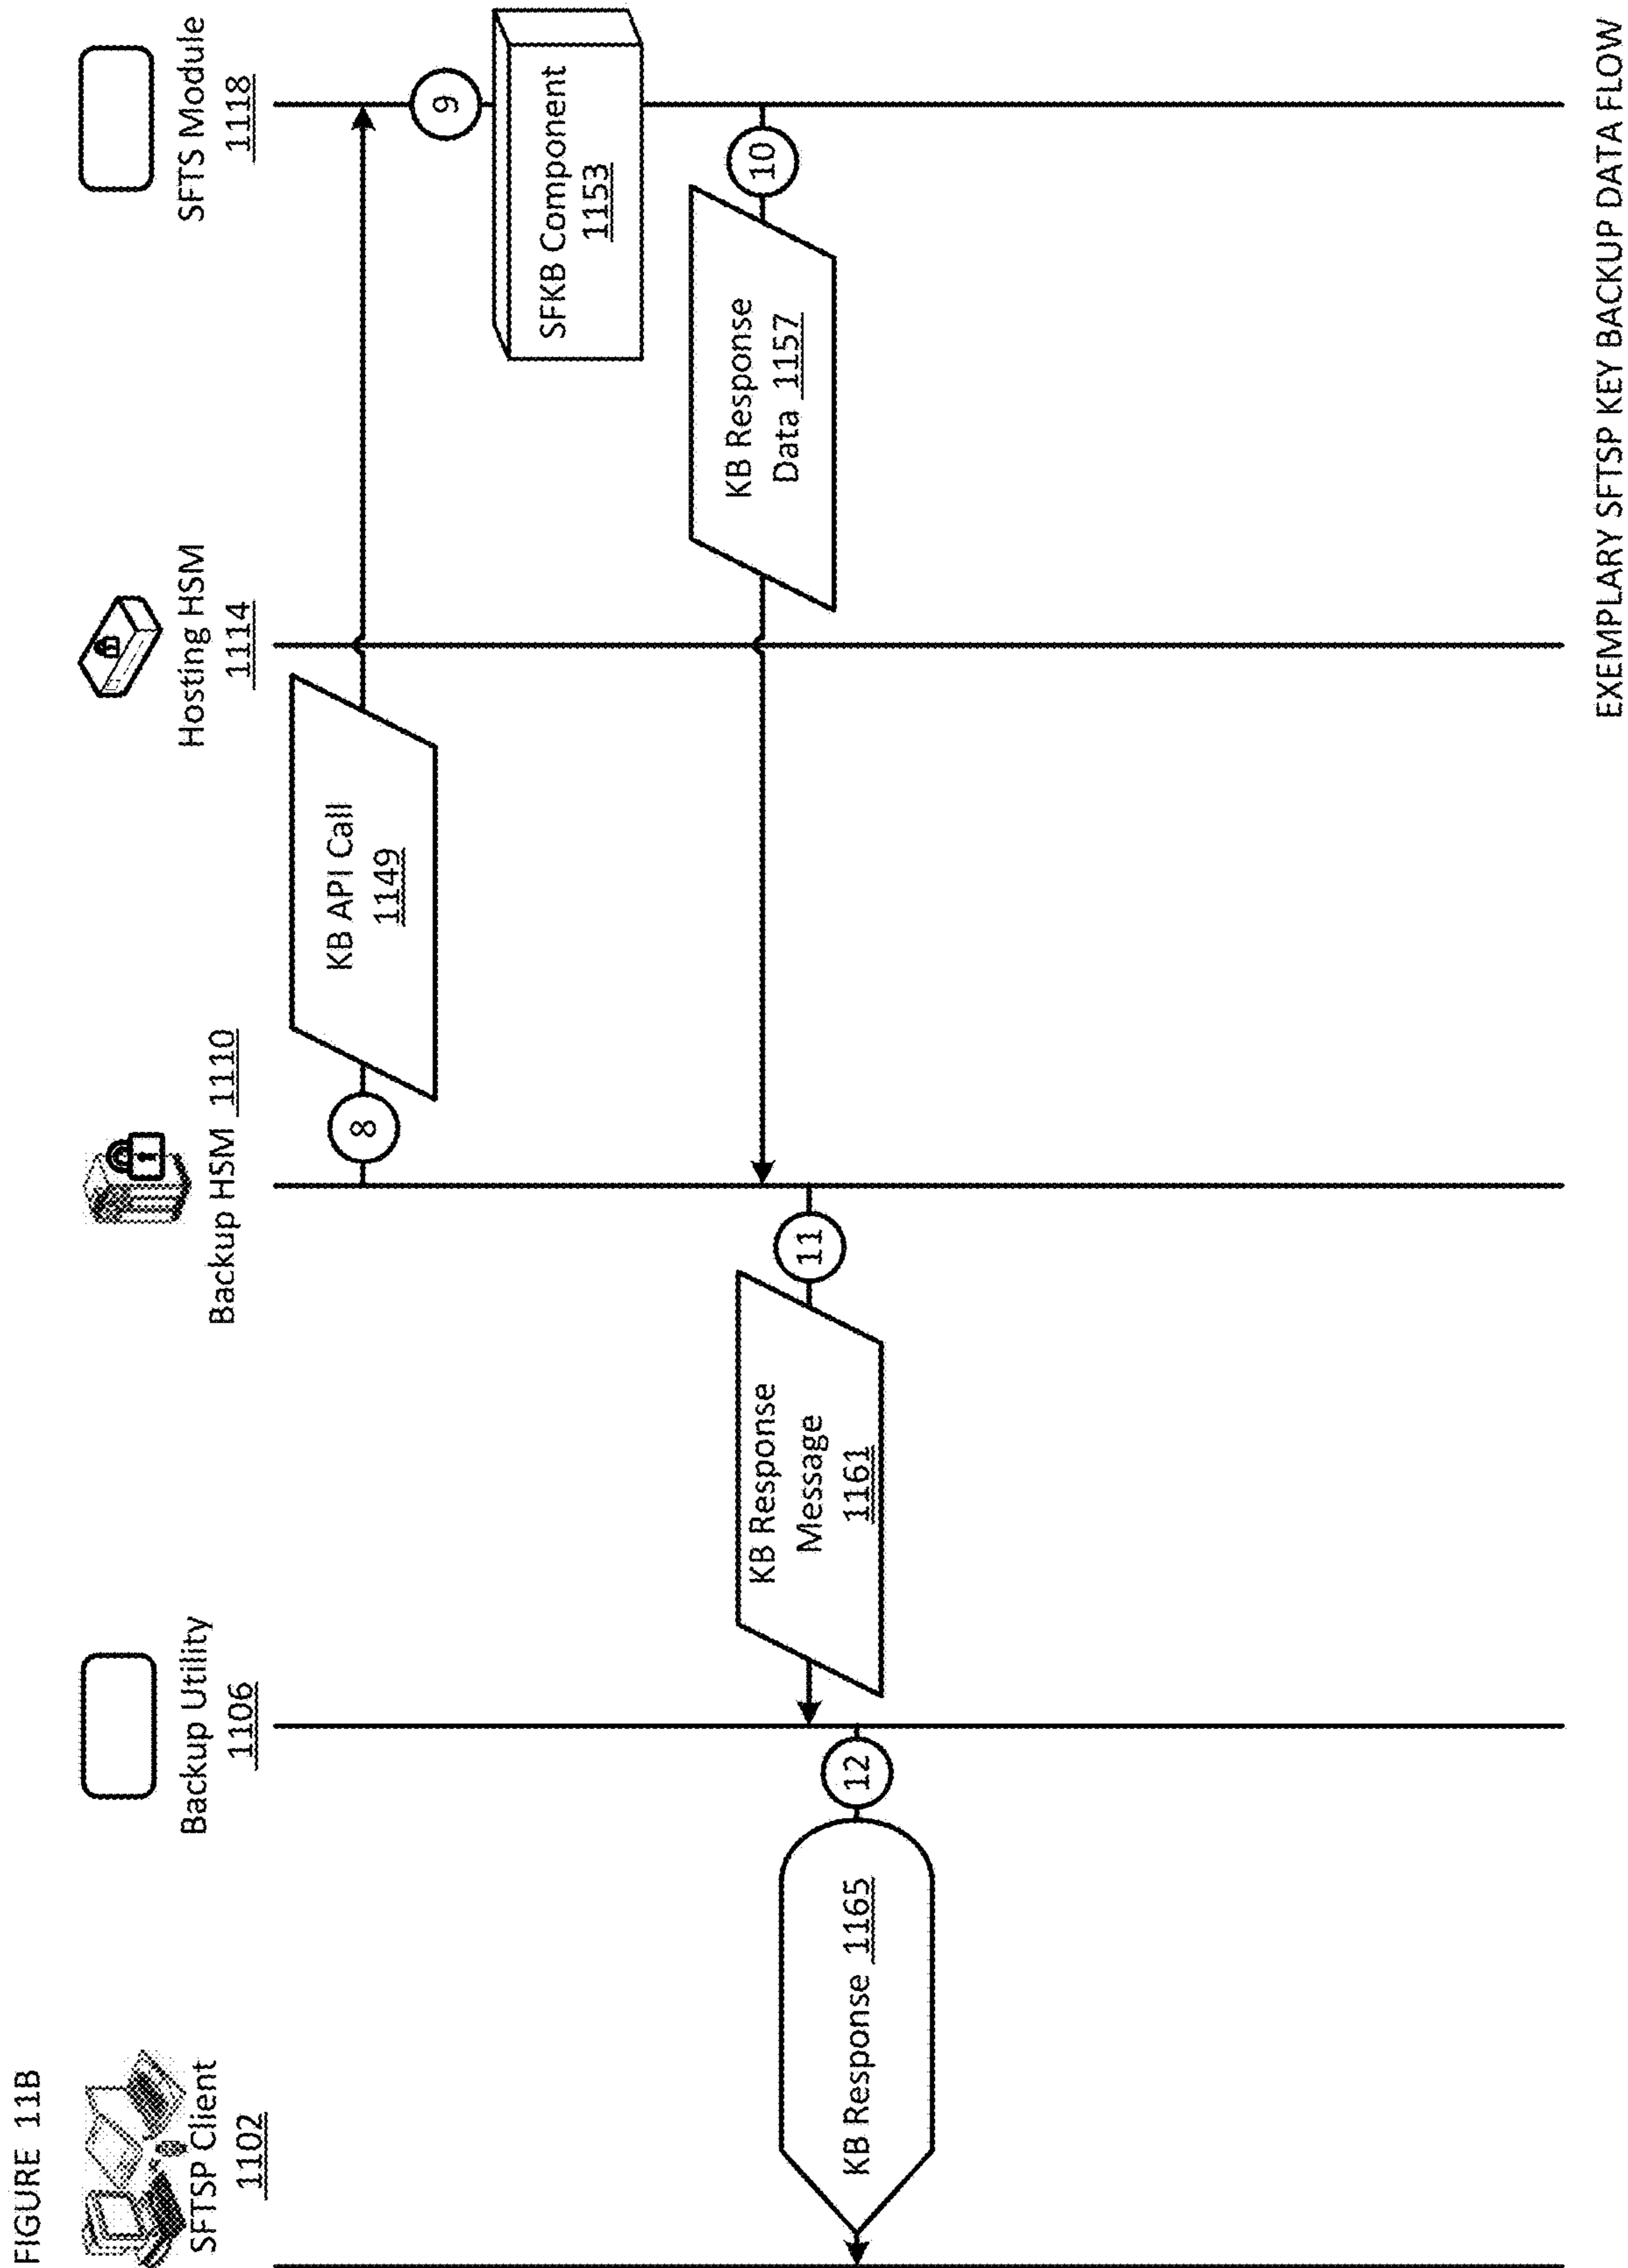 FIGURE 11B
SFTSP Client
1102
Backup Utility
1106
Backup HSM 1110
Hosting HSM
1114
SFTS Module
1118
8
KB API Call
1149
9
SFKB Component
1153
10
KB Response
Data 1157
11
KB Response
Message
1161
12
KB Response 1165
EXEMPLARY SFTSP KEY BACKUP DATA FLOW